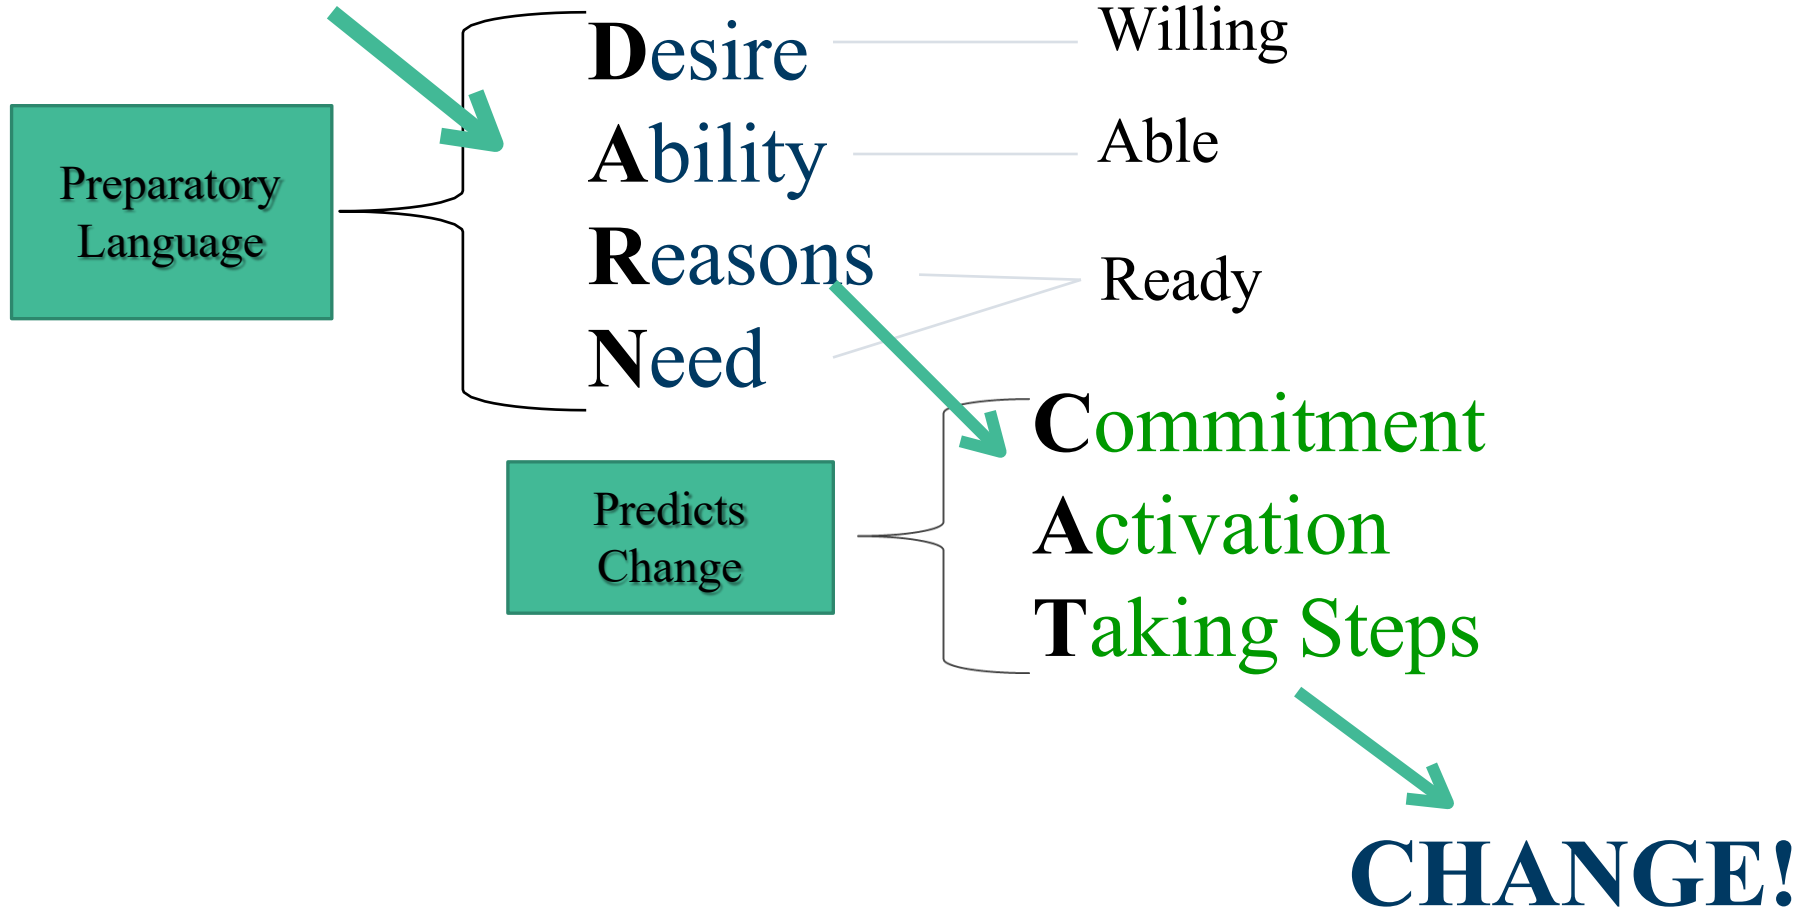 Desire
Willing
Ability
Able
Preparatory
Language
Reasons
Ready
Need
Commitment
Predicts
Change
Activation
Taking Steps
CHANGE!